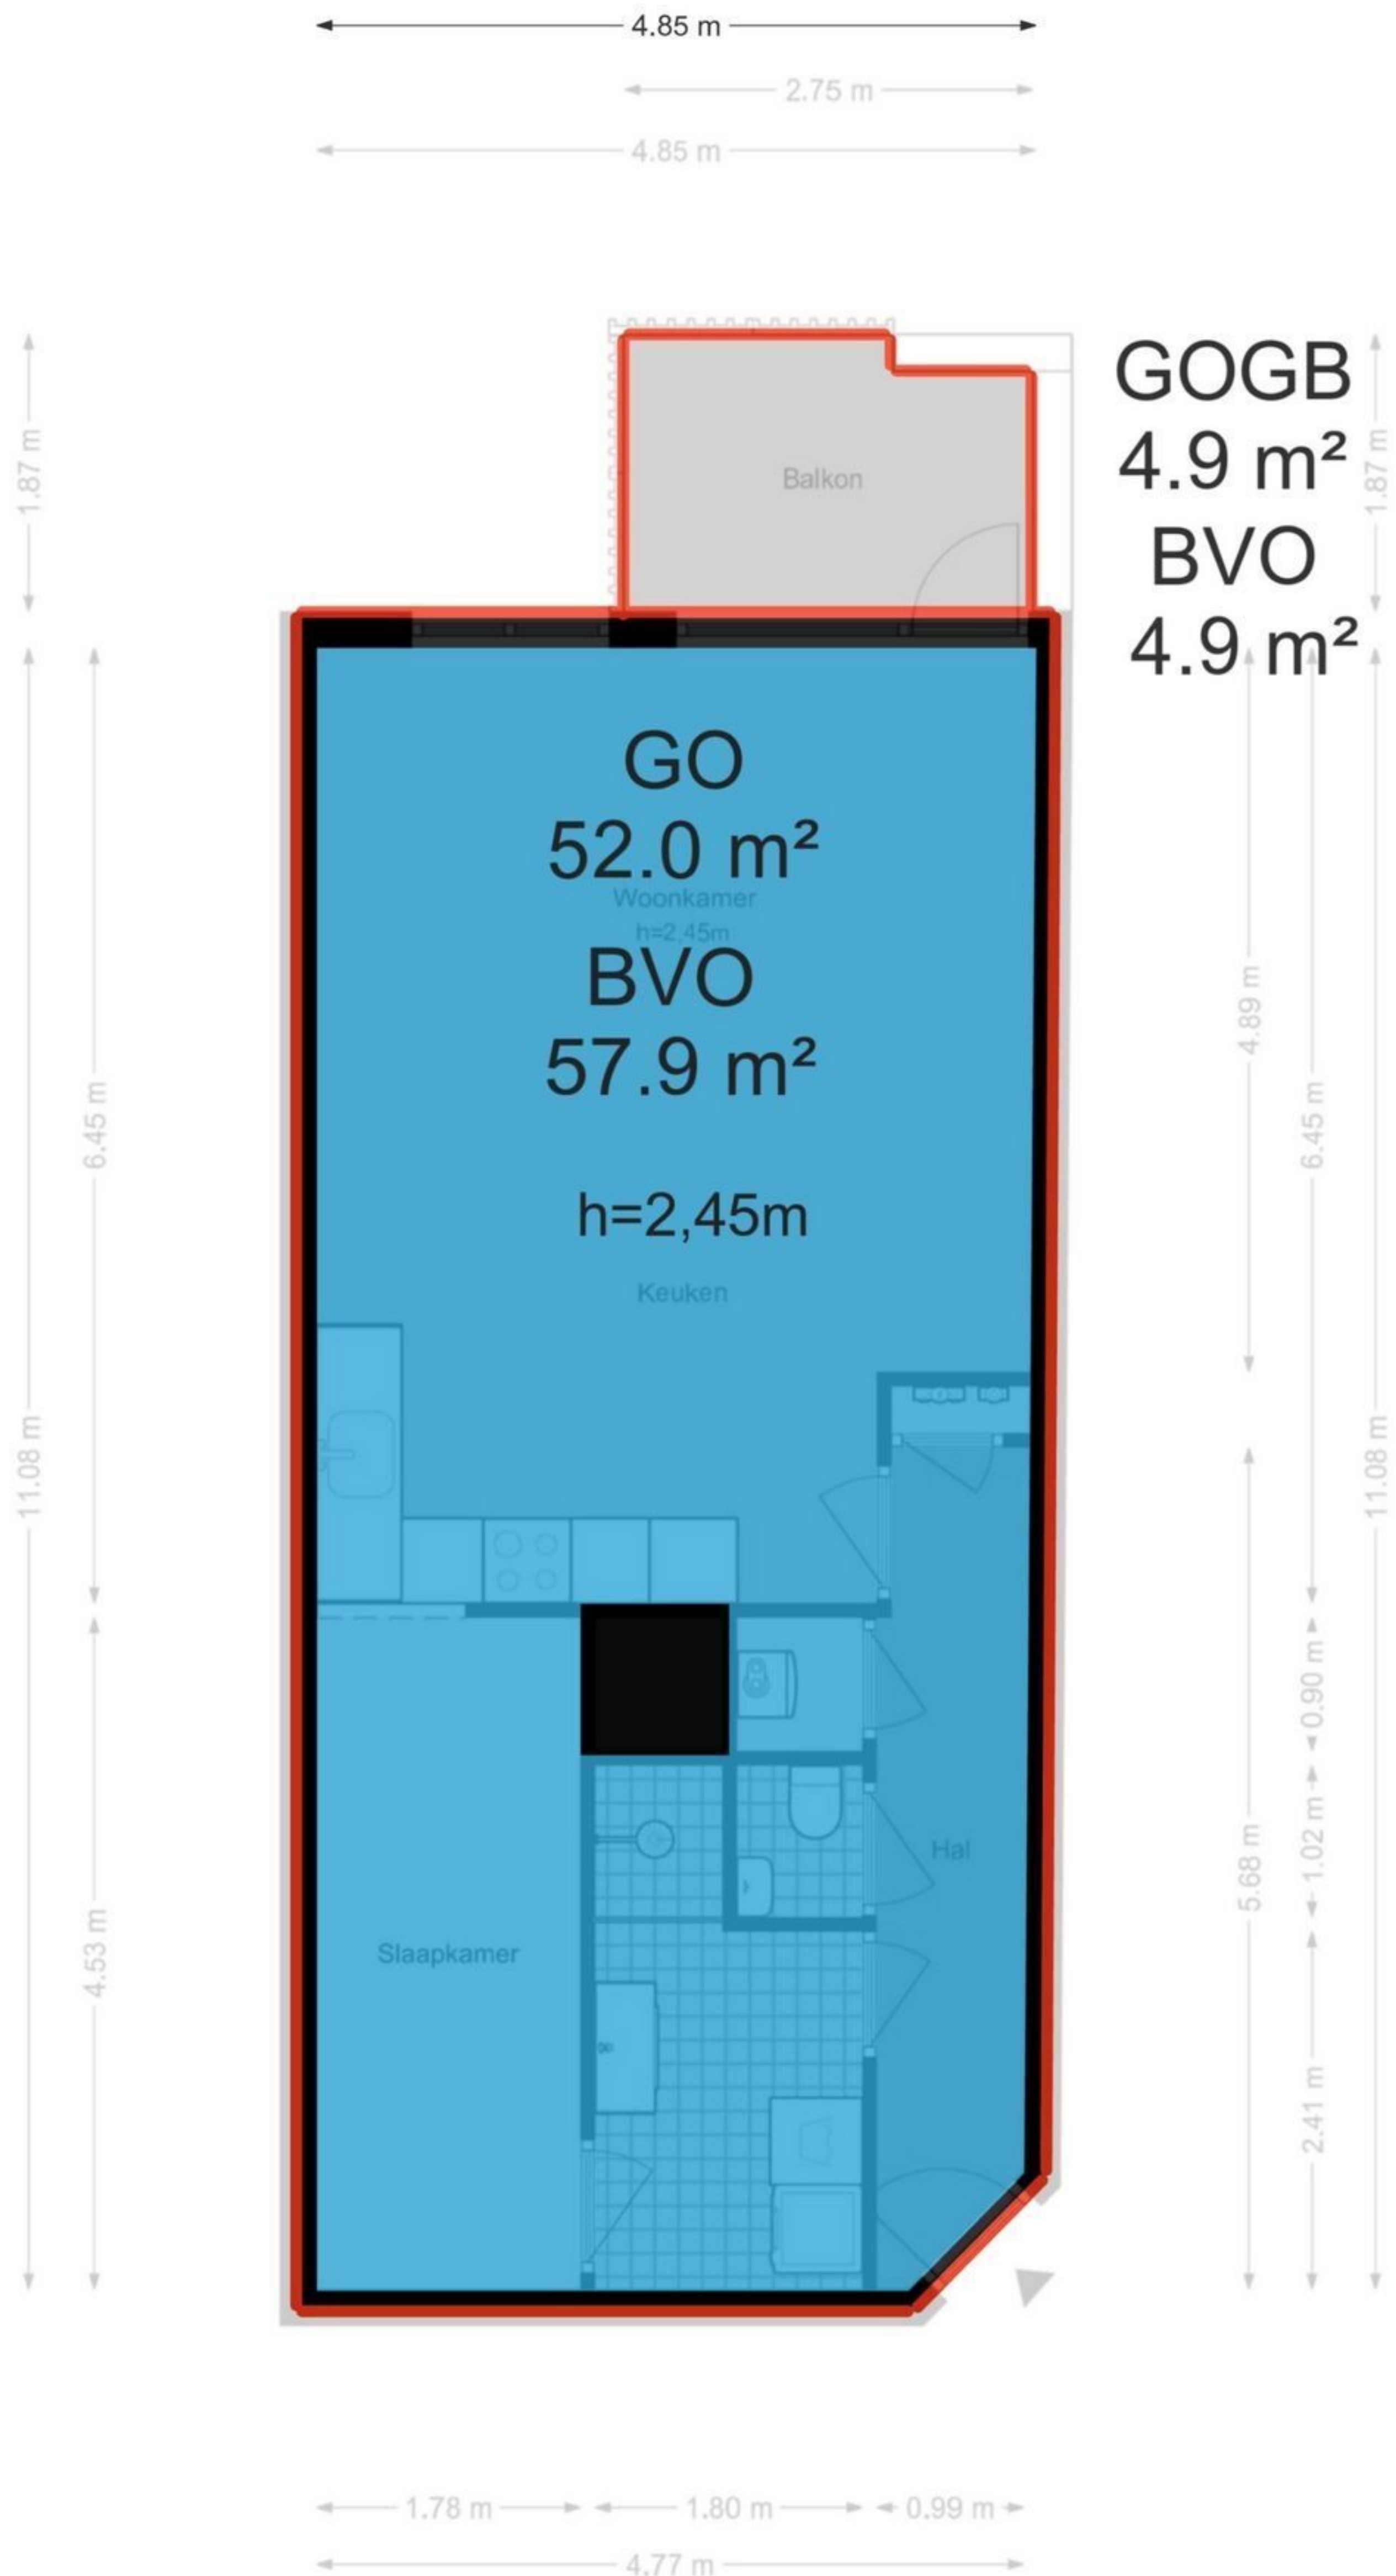 4.85 m
2.75 m
4.85 m
GOGB
4.9 m²
BVO
4.9 m²
1.87 m
1.87 m
Balkon
GO
52.0 m²
Woonkamer
h=2,45m
BVO
57.9 m²
h=2,45m
Keuken
4.89 m
6.45 m
6.45 m
11.08 m
11.08 m
0.90 m
1.02 m
5.68 m
Hal
Slaapkamer
4.53 m
2.41 m
1.78 m
1.80 m
0.99 m
4.77 m